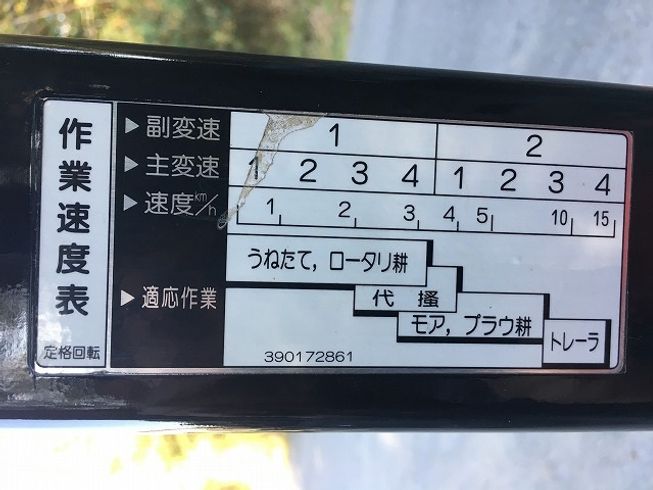 作業速度表
定格回転
▶副変速 1 2
▶主変速 1 2 3 4 1 2 3 4
▶速度km/h 1 2 3 4 5 10 15
▶適応作業
うねたて，ロータリ耕
代掻
モア，プラウ耕
トレーラ
390172861